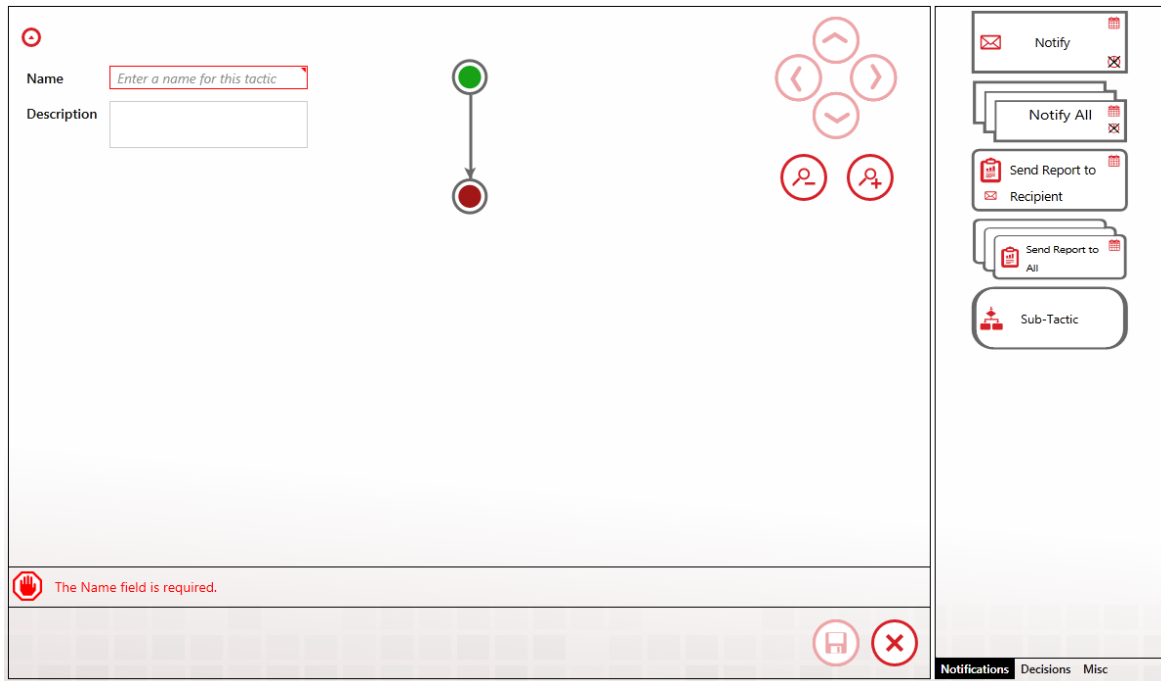 Name
Enter a name for this tactic
Description
The Name field is required.
Notify
Notify All
Send Report to
Recipient
Send Report to
All
Sub-Tactic
Notifications Decisions Misc